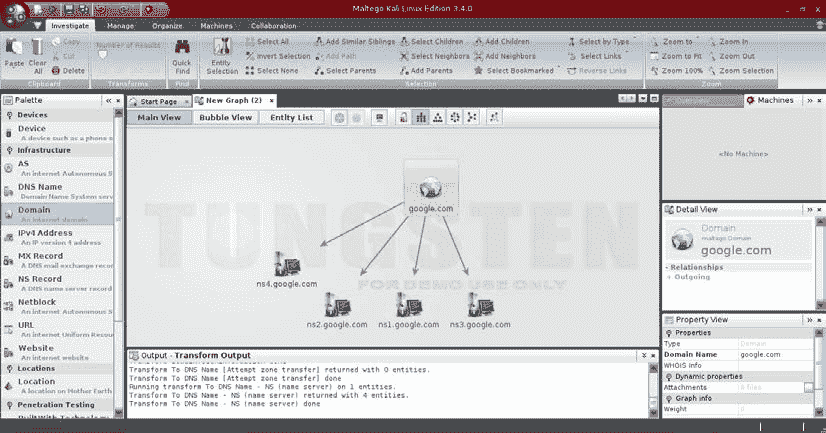 Maltego Kali Linux Edition 3.4.0
Investigate Manage Organize Machines Collaboration
Paste
Clear All
Copy
Cut
Delete
Clipboard
Number of Results
Transforms
Quick Find
Find
Entity Selection
Select All
Invert Selection
Select None
Add Similar Siblings
Add Path
Select Parents
Select Children
Select Neighbors
Add Parents
Add Children
Add Neighbors
Select Bookmarked
Select by Type
Select Links
Reverse Links
Selection
Zoom to
Zoom to Fit
Zoom 100%
Zoom In
Zoom Out
Zoom Selection
Zoom
Palette
Devices
Device
A device such as a phone
Infrastructure
AS
An internet Autonomous
DNS Name
Domain Name System serv
Domain
An internet domain
IPv4 Address
An IP version 4 address
MX Record
A DNS mail exchange reco
NS Record
A DNS name server record
Netblock
An internet Autonomous S
URL
An internet Uniform Resou
Website
An internet website
Locations
Location
A location on Mother Earth
Penetration Testing
BuiltWith Technology
Start Page
New Graph (2)
Main View
Bubble View
Entity List
TUNGSTEN
FOR DEMO USE ONLY
google.com
ns4.google.com
ns2.google.com
ns1.google.com
ns3.google.com
Output - Transform Output
Transform To DNS Name [Attempt zone transfer] returned with 0 entities.
Transform To DNS Name [Attempt zone transfer] done
Running transform To DNS Name - NS (name server) on 1 entities.
Transform To DNS Name - NS (name server) returned with 4 entities.
Transform To DNS Name - NS (name server) done
Overview
Machines
<No Machine>
Detail View
Domain
maltego.Domain
google.com
- Relationships
+ Outgoing
Property View
Properties
Type Domain
Domain Name google.com
WHOIS Info
Dynamic properties
Attachments 0 files
Graph info
Weight 0